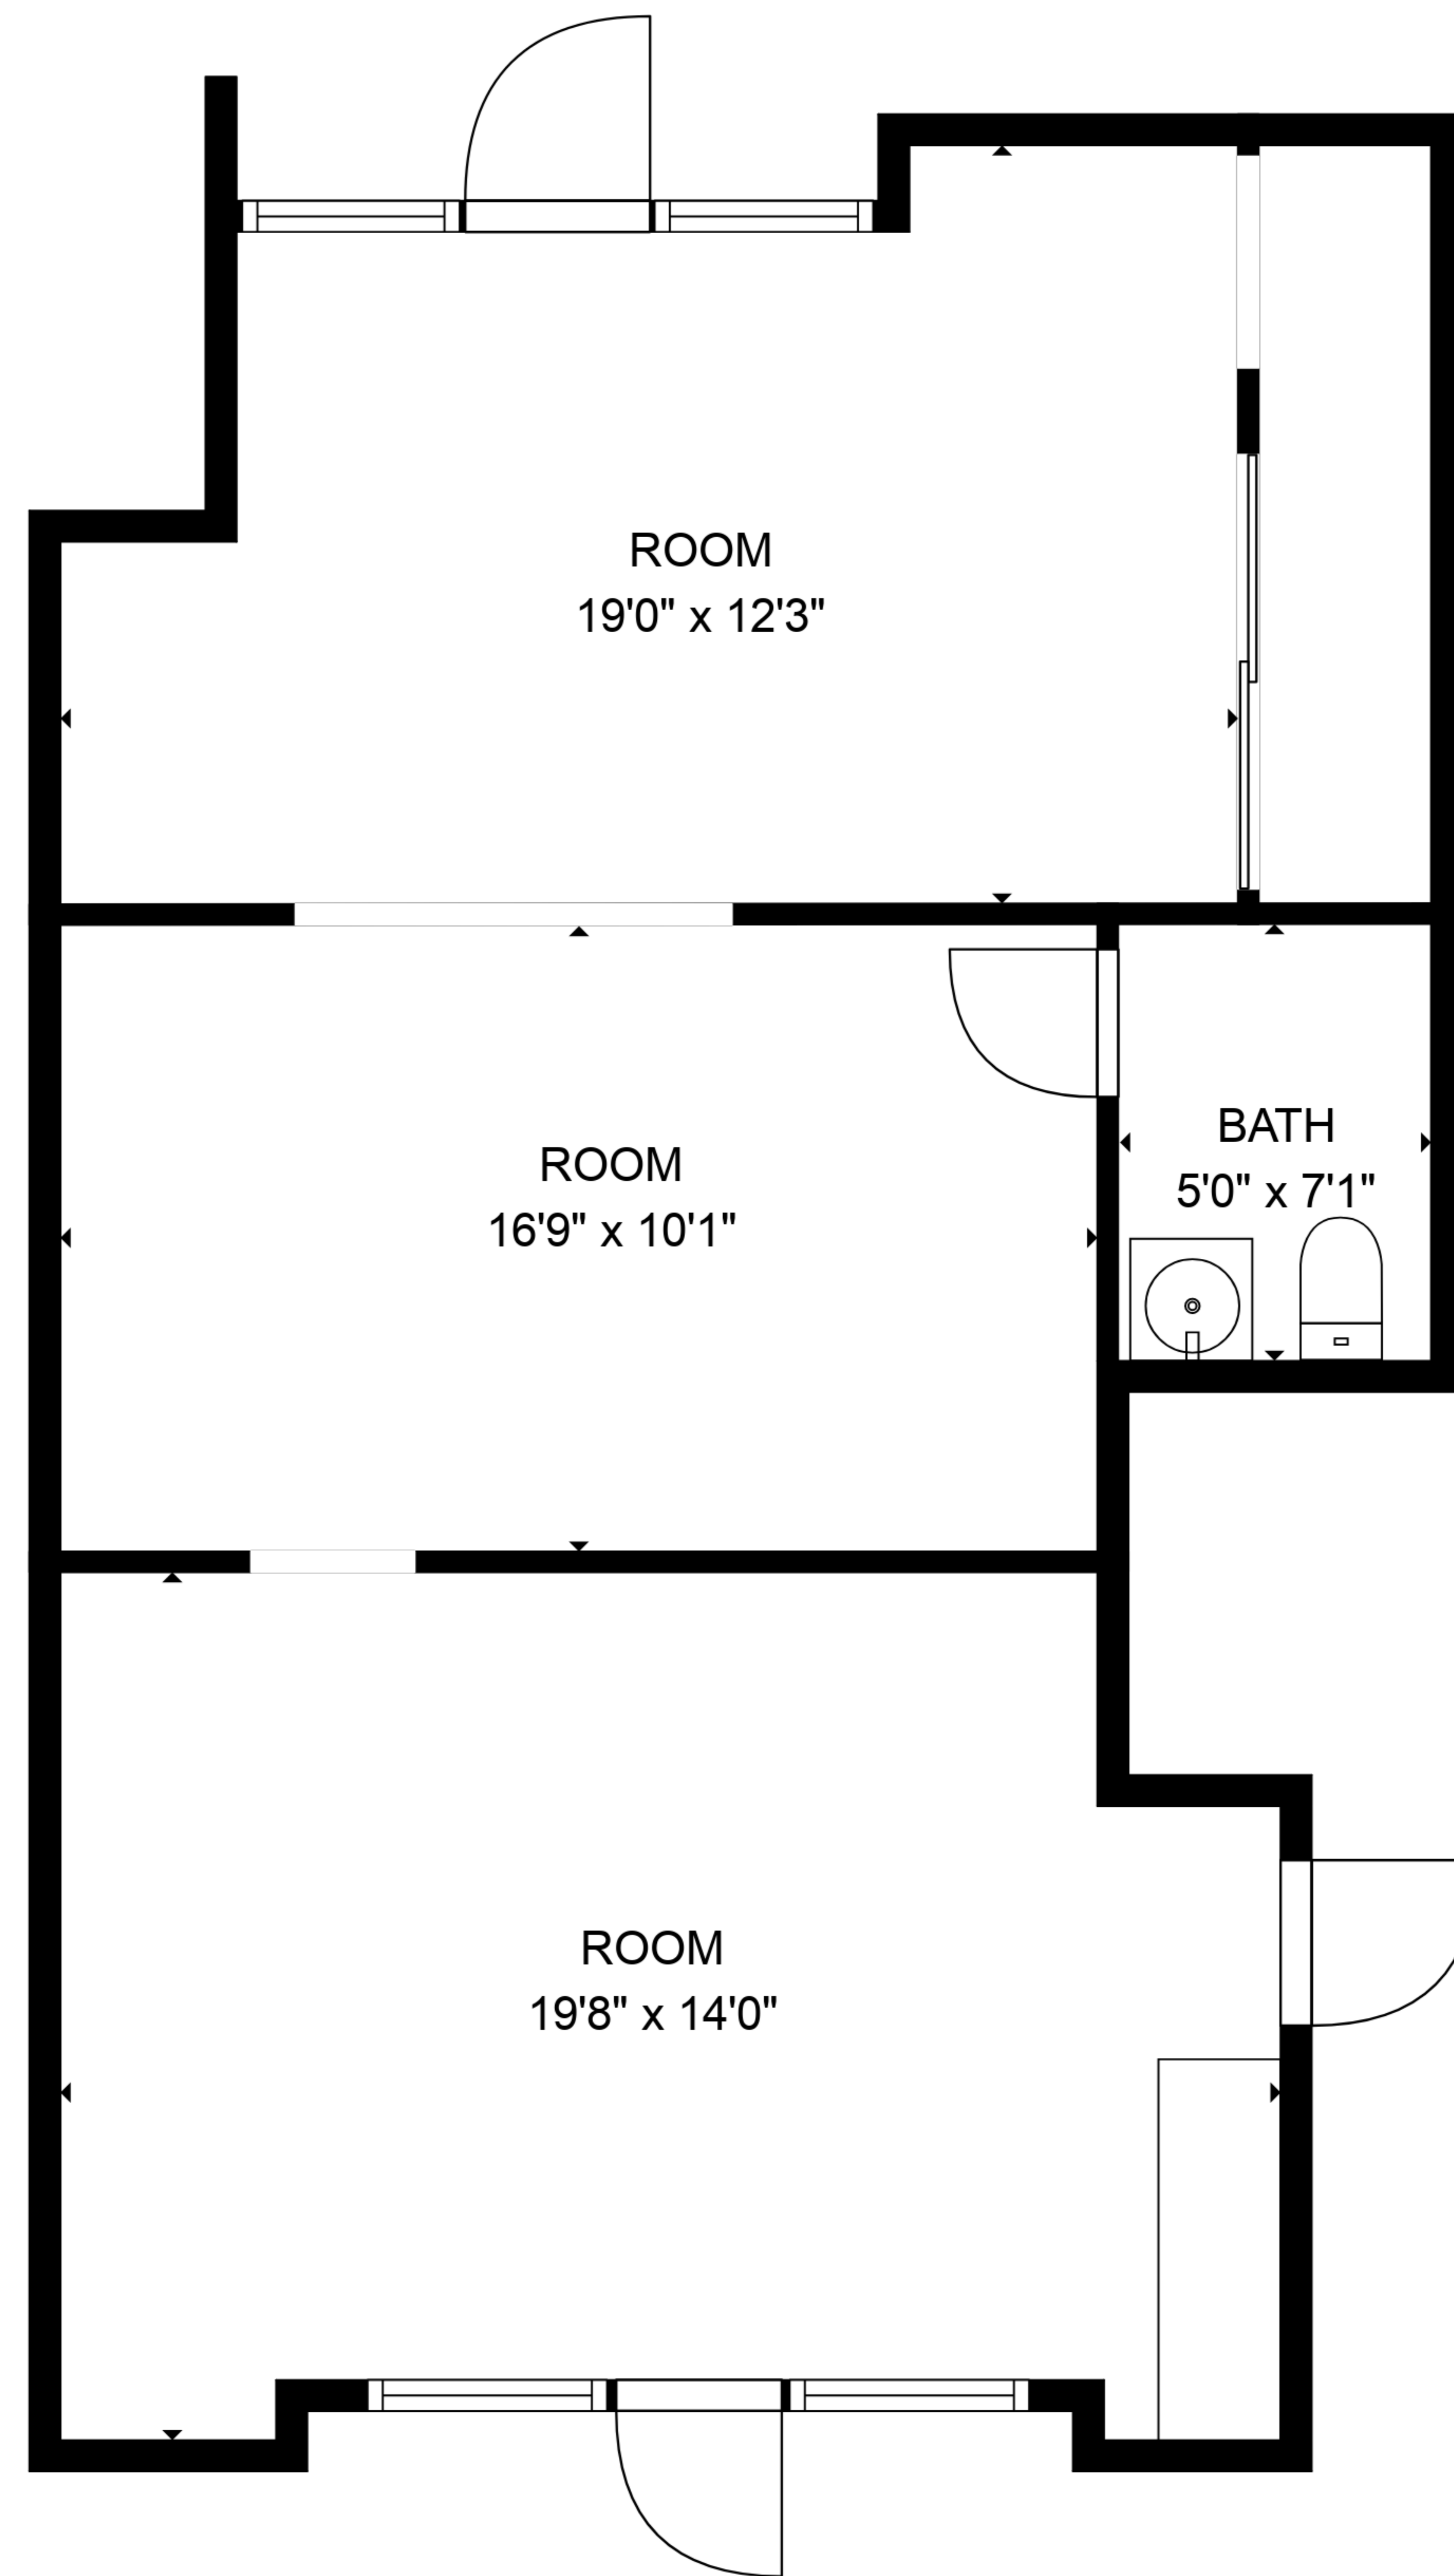 ROOM
19'0" x 12'3"
ROOM
16'9" x 10'1"
BATH
5'0" x 7'1"
ROOM
19'8" x 14'0"